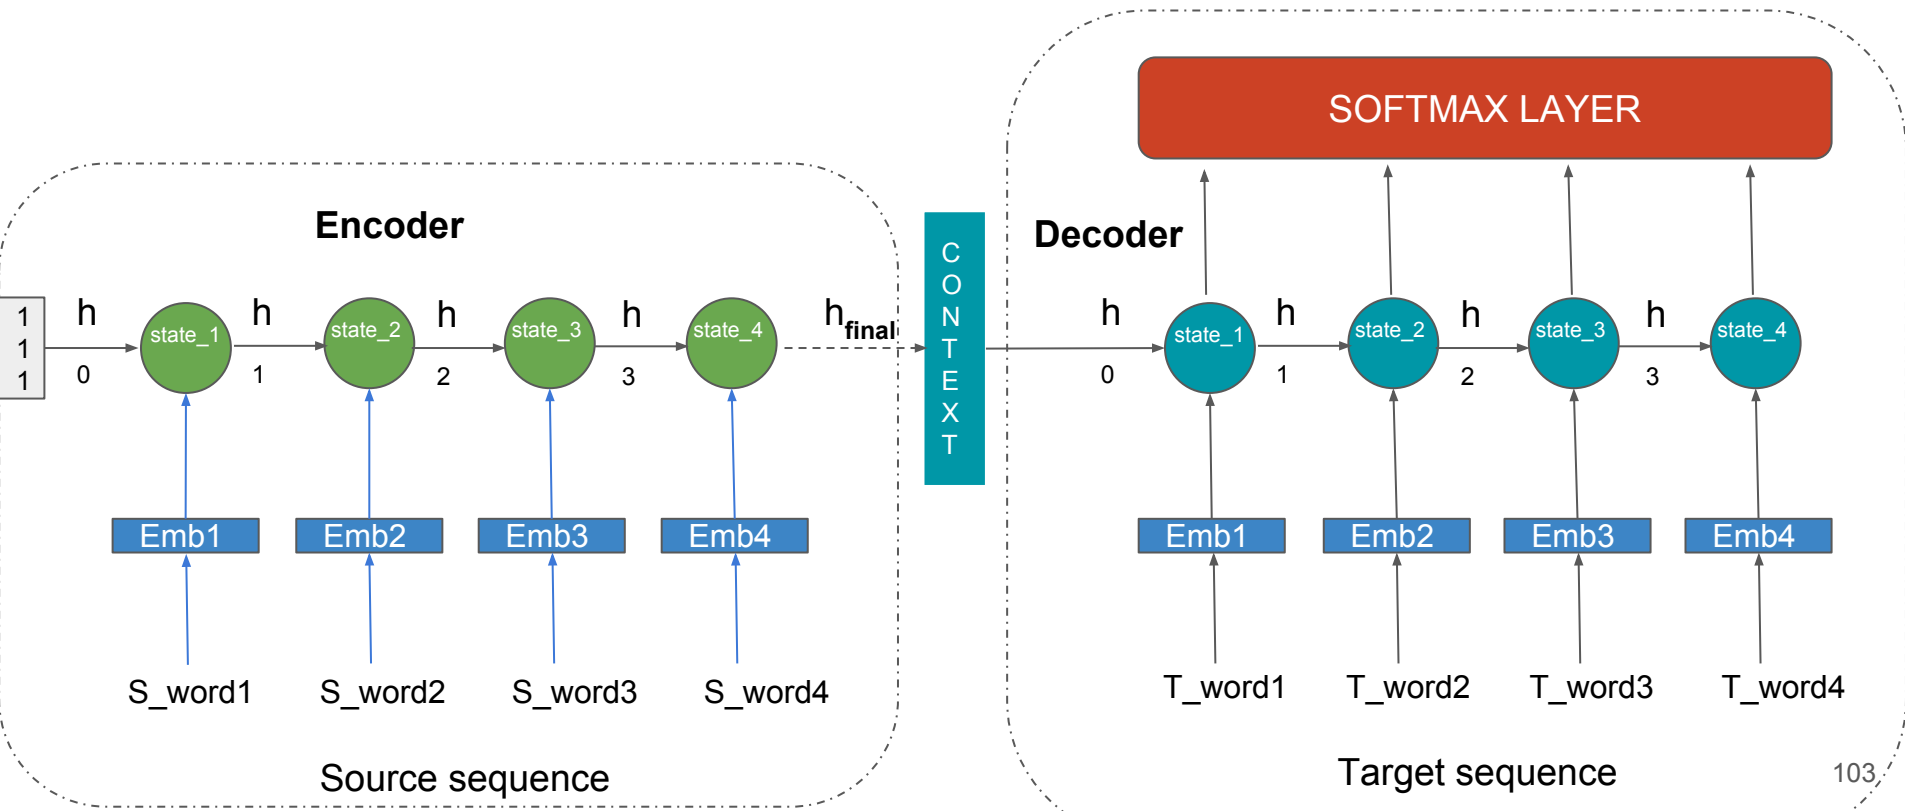 SOFTMAX LAYER
Encoder
Decoder
C
O
N
T
E
X
T
1
1
1
h
0
state_1
h
1
state_2
h
2
state_3
h
3
state_4
hfinal
h
0
state_1
h
1
state_2
h
2
state_3
h
3
state_4
Emb1 Emb2 Emb3 Emb4
Emb1 Emb2 Emb3 Emb4
S_word1 S_word2 S_word3 S_word4
T_word1 T_word2 T_word3 T_word4
Source sequence
Target sequence
103